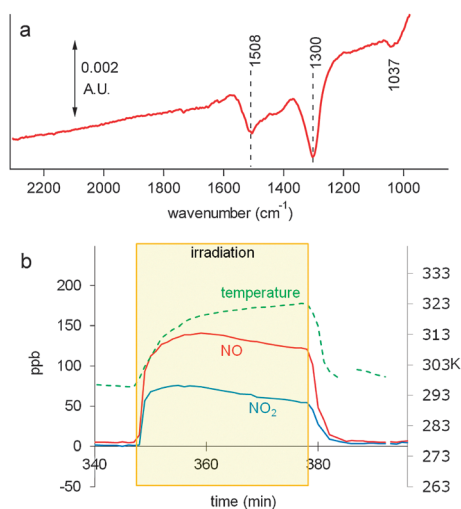 a
0.002
A.U.
1508
1300
1037
2200 2000 1800 1600 1400 1200 1000
wavenumber (cm⁻¹)
b
irradiation
temperature
NO
NO₂
200
150
100
50
0
-50
ppb
333
323
313
303K
293
283
273
263
340 360 380
time (min)